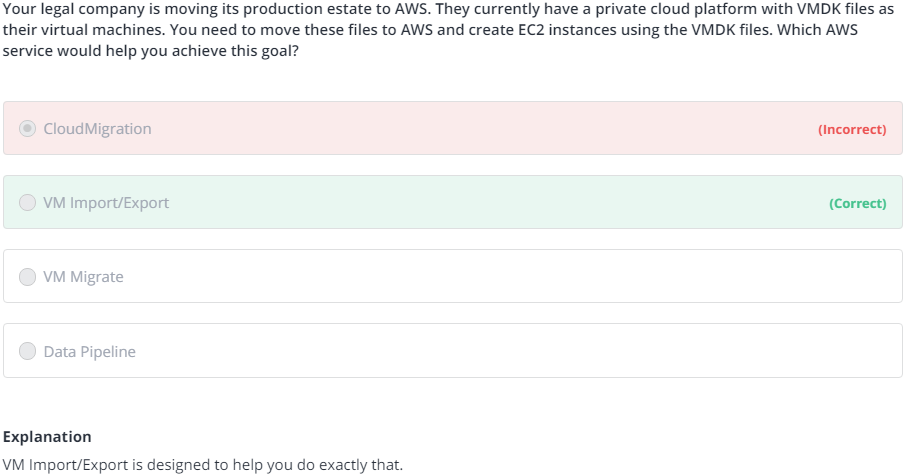 Your legal company is moving its production estate to AWS. They currently have a private cloud platform with VMDK files as
their virtual machines. You need to move these files to AWS and create EC2 instances using the VMDK files. Which AWS
service would help you achieve this goal?
CloudMigration (Incorrect)
VM Import/Export (Correct)
VM Migrate
Data Pipeline
Explanation
VM Import/Export is designed to help you do exactly that.